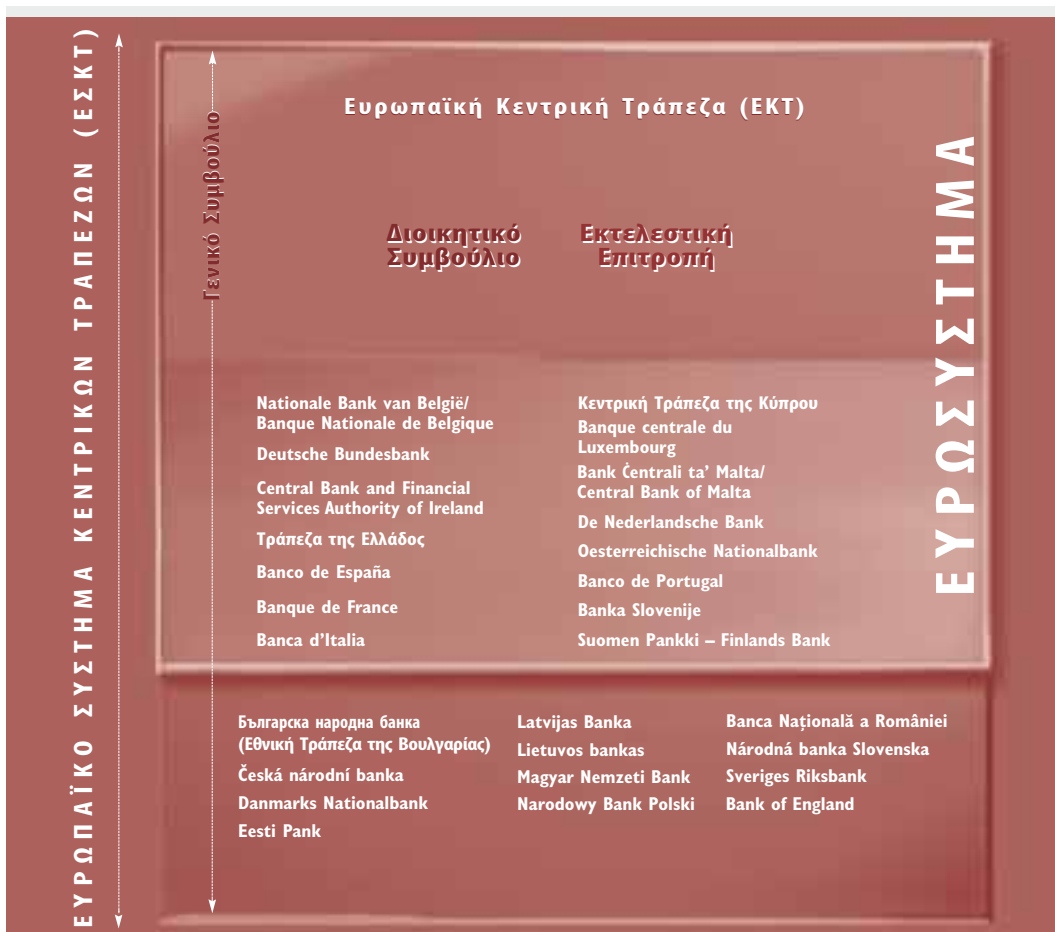 ΕΥΡΩΠΑΪΚΟ ΣΥΣΤΗΜΑ ΚΕΝΤΡΙΚΩΝ ΤΡΑΠΕΖΩΝ (ΕΣΚΤ)
Γενικό Συμβούλιο
Ευρωπαϊκή Κεντρική Τράπεζα (ΕΚΤ)
Διοικητικό
Συμβούλιο
Εκτελεστική
Επιτροπή
ΕΥΡΩΣΥΣΤΗΜΑ
Nationale Bank van België/
Banque Nationale de Belgique
Deutsche Bundesbank
Central Bank and Financial
Services Authority of Ireland
Τράπεζα της Ελλάδος
Banco de España
Banque de France
Banca d’Italia
Κεντρική Τράπεζα της Κύπρου
Banque centrale du
Luxembourg
Bank Ċentrali ta’ Malta/
Central Bank of Malta
De Nederlandsche Bank
Oesterreichische Nationalbank
Banco de Portugal
Banka Slovenije
Suomen Pankki – Finlands Bank
Българска народна банка
(Εθνική Τράπεζα της Βουλγαρίας)
Česká národní banka
Danmarks Nationalbank
Eesti Pank
Latvijas Banka
Lietuvos bankas
Magyar Nemzeti Bank
Narodowy Bank Polski
Banca Naţională a României
Národná banka Slovenska
Sveriges Riksbank
Bank of England